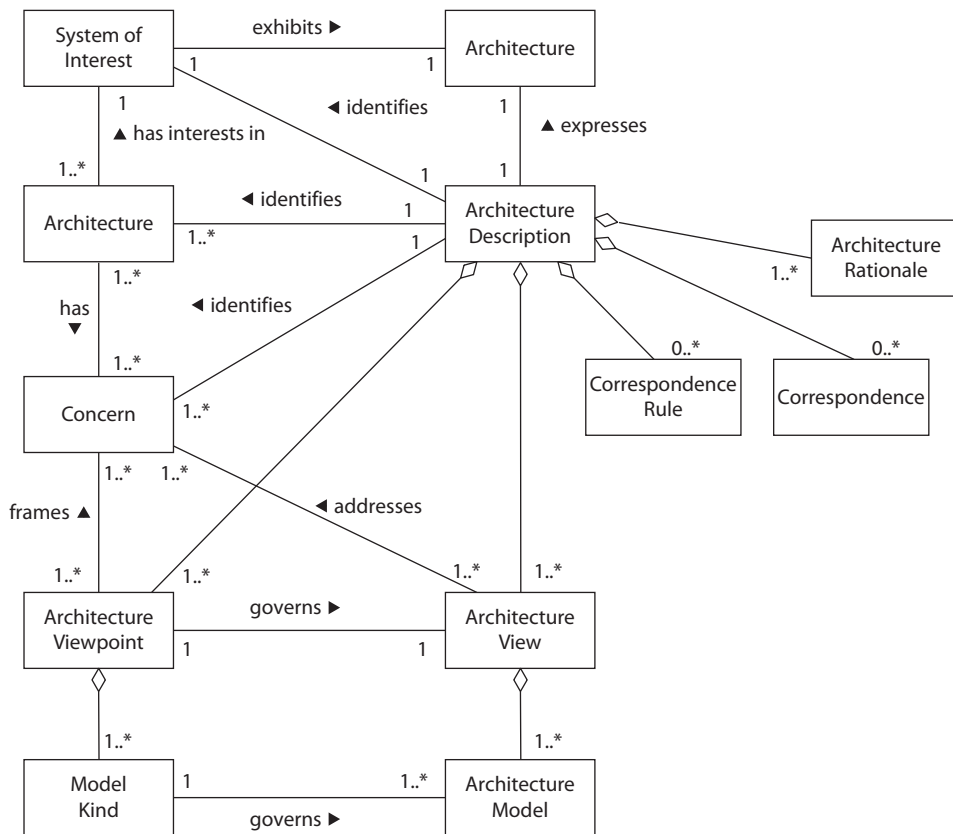 System of
Interest
exhibits ►
Architecture
1
1
1
◄ identifies
1
▲ has interests in
▲ expresses
1..*
1
1
Architecture
◄ identifies
1
1..*
Architecture
Description
1
Architecture
Rationale
1..*
1..*
has
▼
◄ identifies
1..*
0..*
0..*
Concern
1..*
Correspondence
Rule
Correspondence
1..*
1..*
frames ▲
◄ addresses
1..*
1..*
1..*
1..*
Architecture
Viewpoint
governs ►
1
1
Architecture
View
1..*
1..*
Model
Kind
1
1..*
governs ►
Architecture
Model